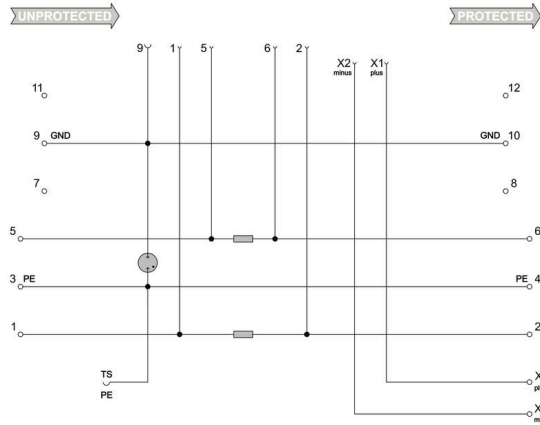 UNPROTECTED PROTECTED
9 1 5 6 2
X2 X1
minus plus
11 12
9 GND GND 10
7 8
5 6
3 PE PE 4
1 2
TS
PE
X
X